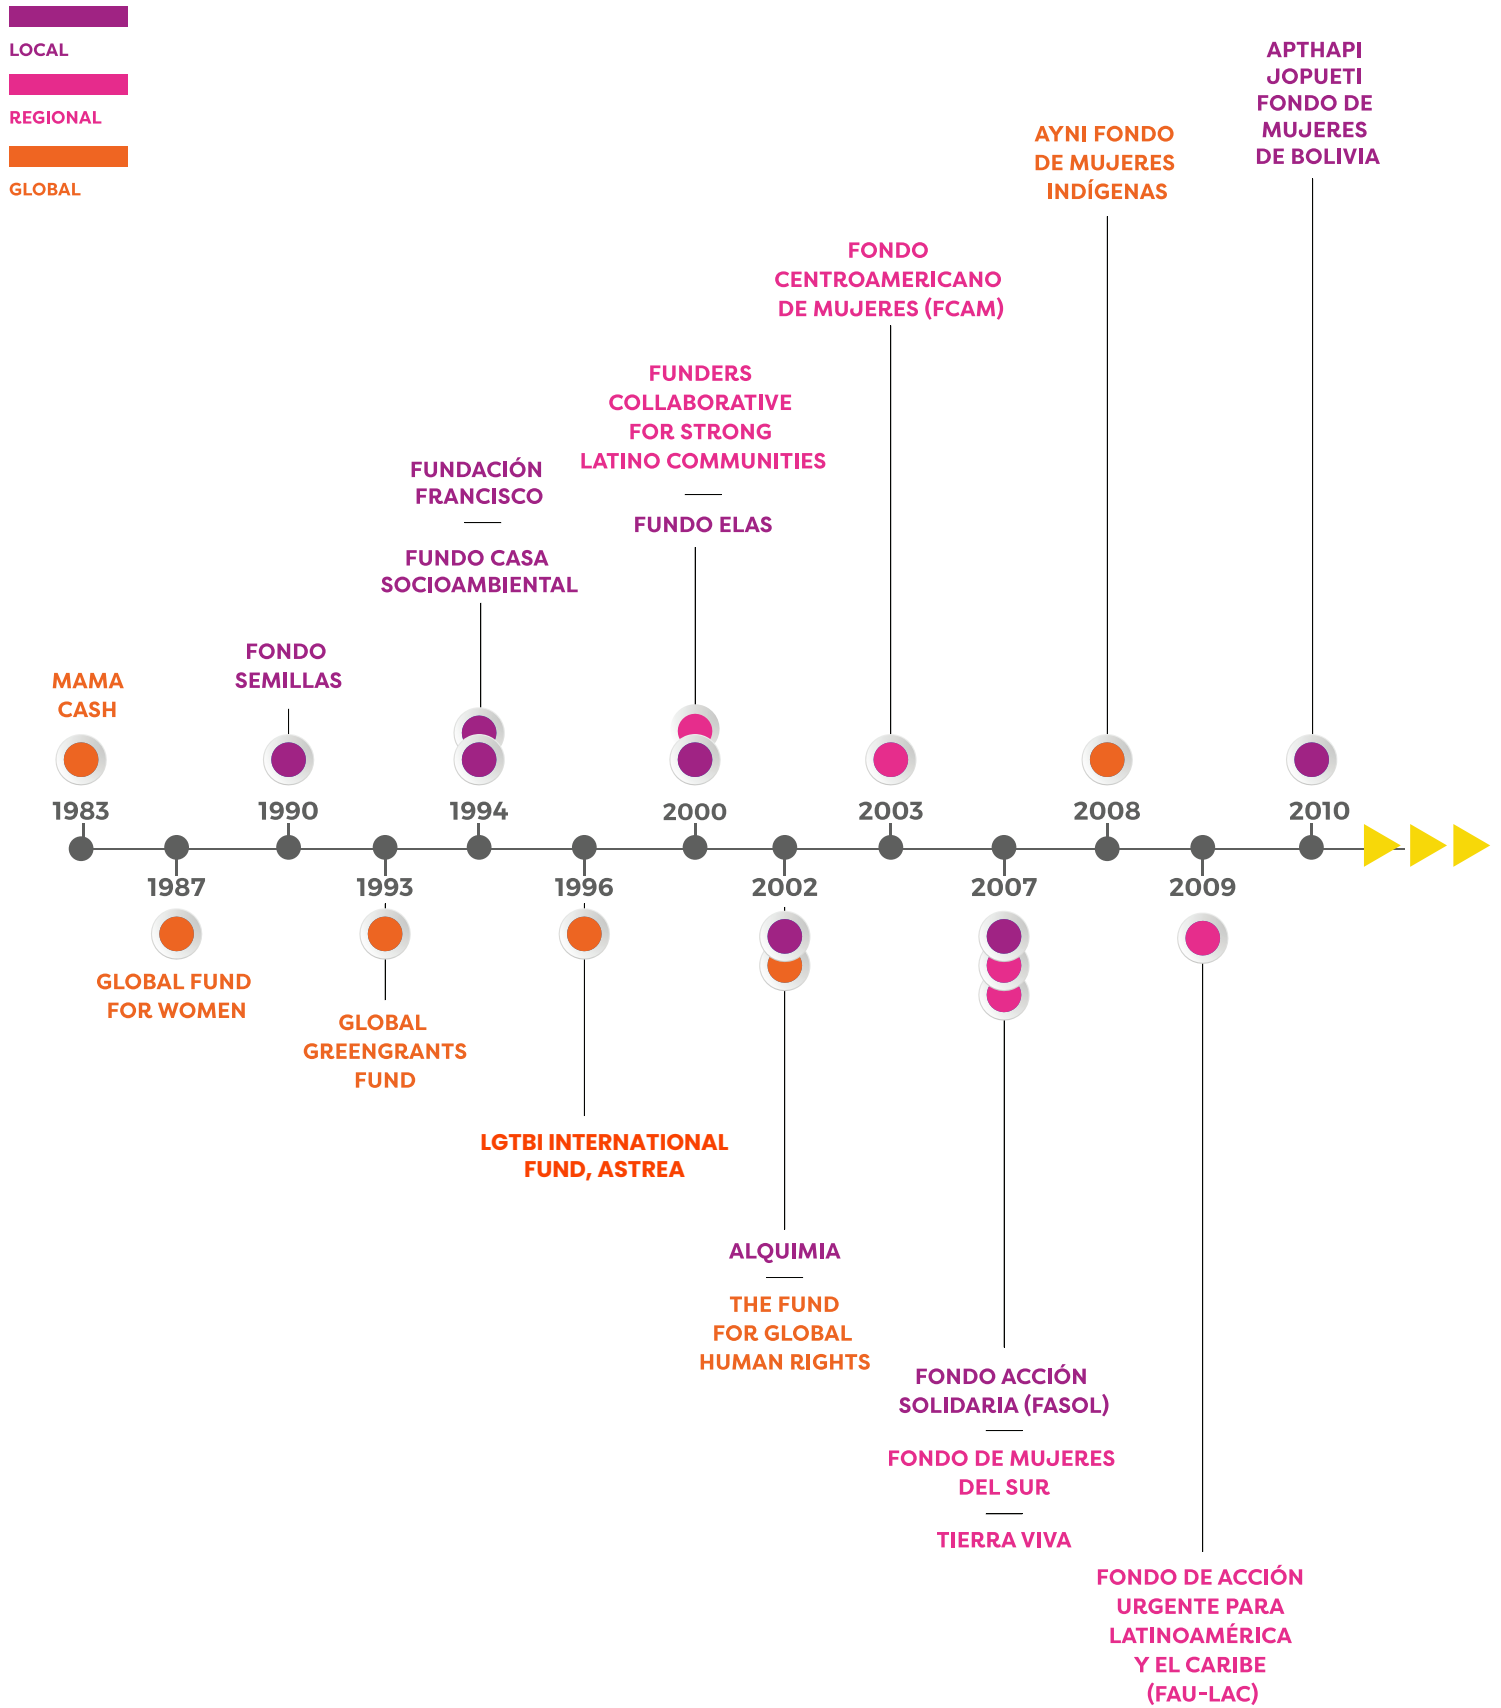 LOCAL
REGIONAL
GLOBAL
MAMA
CASH
1983
1987
GLOBAL FUND
FOR WOMEN
FONDO
SEMILLAS
1990
1993
GLOBAL
GREENGRANTS
FUND
FUNDACIÓN
FRANCISCO
FUNDO CASA
SOCIOAMBIENTAL
1994
1996
LGTBI INTERNATIONAL
FUND, ASTREA
FUNDERS
COLLABORATIVE
FOR STRONG
LATINO COMMUNITIES
FUNDO ELAS
2000
2002
ALQUIMIA
THE FUND
FOR GLOBAL
HUMAN RIGHTS
FONDO
CENTROAMERICANO
DE MUJERES (FCAM)
2003
2007
FONDO ACCIÓN
SOLIDARIA (FASOL)
FONDO DE MUJERES
DEL SUR
TIERRA VIVA
AYNI FONDO
DE MUJERES
INDÍGENAS
2008
2009
FONDO DE ACCIÓN
URGENTE PARA
LATINOAMÉRICA
Y EL CARIBE
(FAU-LAC)
APTHAPI
JOPUETI
FONDO DE
MUJERES
DE BOLIVIA
2010